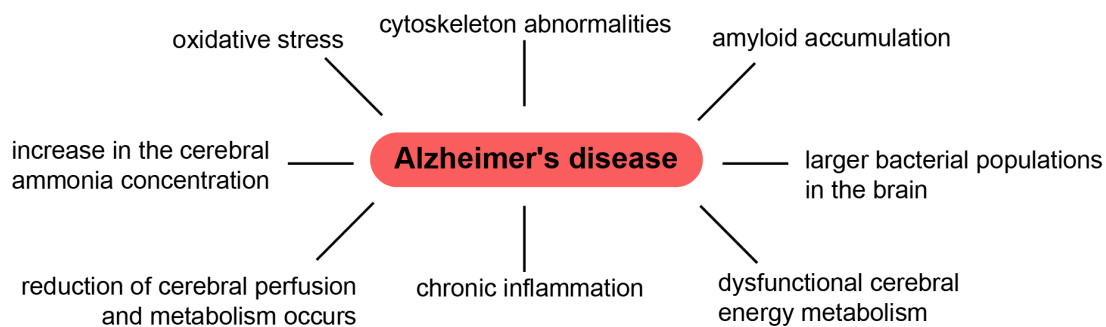 cytoskeleton abnormalities
oxidative stress
amyloid accumulation
increase in the cerebral
ammonia concentration
Alzheimer's disease
larger bacterial populations
in the brain
reduction of cerebral perfusion
and metabolism occurs
chronic inflammation
dysfunctional cerebral
energy metabolism